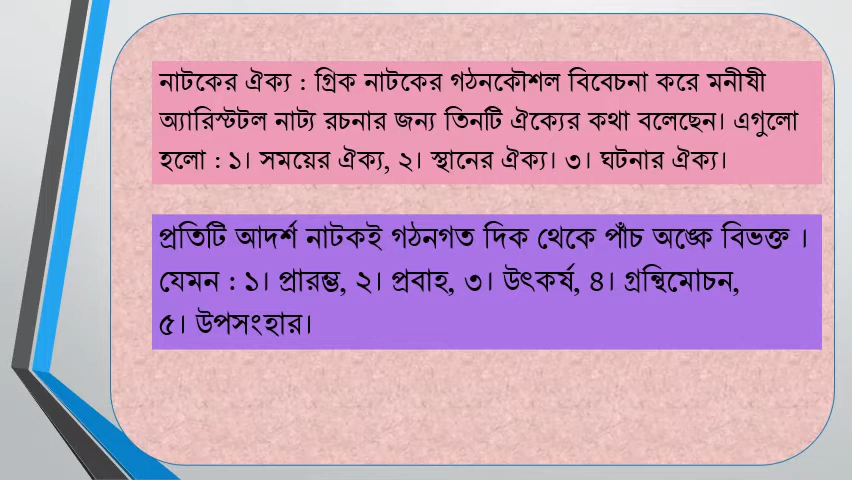 নাটকের ঐক্য : গ্রিক নাটকের গঠনকৌশল বিবেচনা করে মনীষী
অ্যারিস্টটল নাট্য রচনার জন্য তিনটি ঐক্যের কথা বলেছেন। এগুলো
হলো : ১। সময়ের ঐক্য, ২। স্থানের ঐক্য। ৩। ঘটনার ঐক্য।
প্রতিটি আদর্শ নাটকই গঠনগত দিক থেকে পাঁচ অঙ্কে বিভক্ত ।
যেমন : ১। প্রারম্ভ, ২। প্রবাহ, ৩। উৎকর্ষ, ৪। গ্রন্থিমোচন,
৫। উপসংহার।